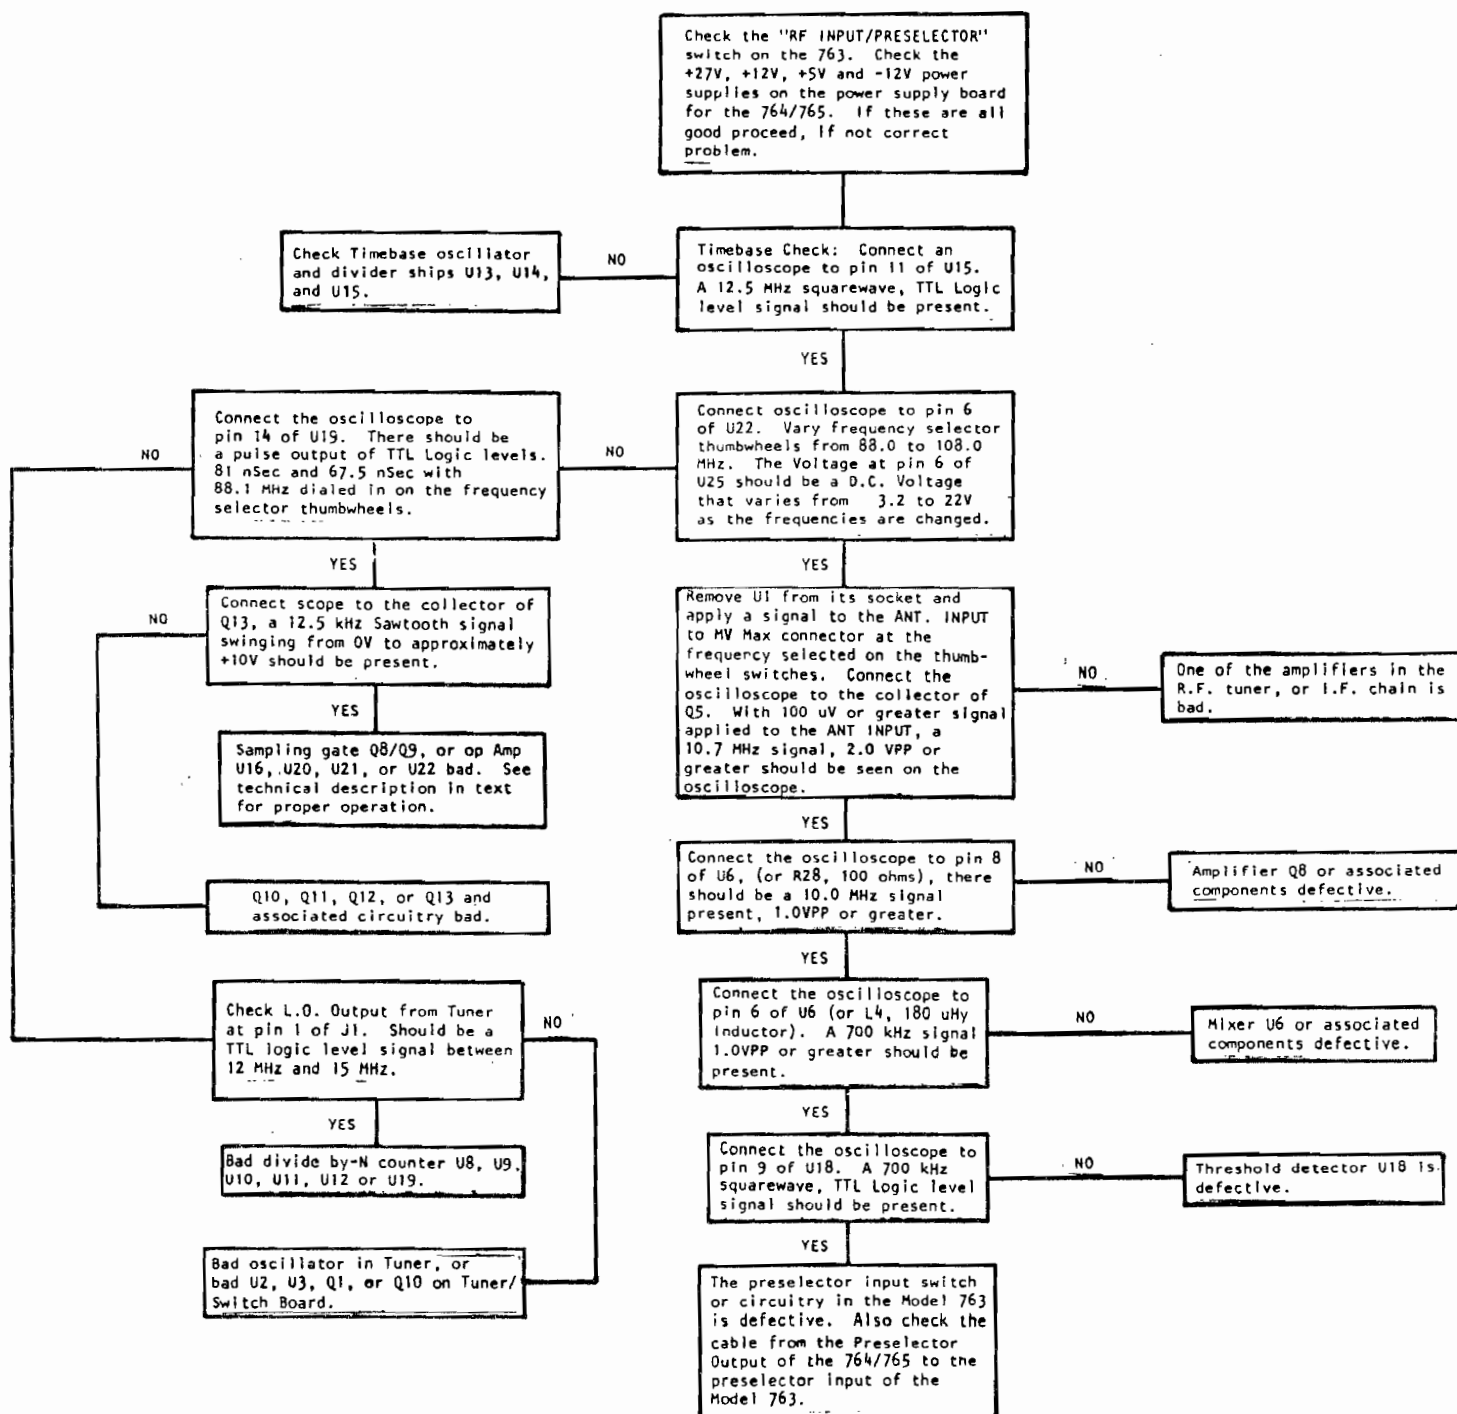 Check the "RF INPUT/PRESELECTOR"
switch on the 763. Check the
+27V, +12V, +5V and -12V power
supplies on the power supply board
for the 764/765. If these are all
good proceed, if not correct
problem.
Check Timebase oscillator
and divider ships U13, U14,
and U15.
NO
Timebase Check: Connect an
oscilloscope to pin 11 of U15.
A 12.5 MHz squarewave, TTL Logic
level signal should be present.
YES
Connect the oscilloscope to
pin 14 of U19. There should be
a pulse output of TTL Logic levels.
81 nSec and 67.5 nSec with
88.1 MHz dialed in on the frequency
selector thumbwheels.
NO
NO
Connect oscilloscope to pin 6
of U22. Vary frequency selector
thumbwheels from 88.0 to 108.0
MHz. The Voltage at pin 6 of
U25 should be a D.C. Voltage
that varies from 3.2 to 22V
as the frequencies are changed.
YES
YES
NO
Connect scope to the collector of
Q13, a 12.5 kHz Sawtooth signal
swinging from 0V to approximately
+10V should be present.
YES
Sampling gate Q8/Q9, or op Amp
U16, U20, U21, or U22 bad. See
technical description in text
for proper operation.
Q10, Q11, Q12, or Q13 and
associated circuitry bad.
Remove U1 from its socket and
apply a signal to the ANT. INPUT
to MV Max connector at the
frequency selected on the thumb-
wheel switches. Connect the
oscilloscope to the collector of
Q5. With 100 uV or greater signal
applied to the ANT INPUT, a
10.7 MHz signal, 2.0 VPP or
greater should be seen on the
oscilloscope.
NO
One of the amplifiers in the
R.F. tuner, or I.F. chain is
bad.
YES
Connect the oscilloscope to pin 8
of U6, (or R28, 100 ohms), there
should be a 10.0 MHz signal
present, 1.0VPP or greater.
NO
Amplifier Q8 or associated
components defective.
YES
Check L.O. Output from Tuner
at pin 1 of J1. Should be a
TTL logic level signal between
12 MHz and 15 MHz.
NO
YES
Bad divide by-N counter U8, U9,
U10, U11, U12 or U19.
Bad oscillator in Tuner, or
bad U2, U3, Q1, or Q10 on Tuner/
Switch Board.
Connect the oscilloscope to
pin 6 of U6 (or L4, 180 uHy
Inductor). A 700 kHz signal
1.0VPP or greater should be
present.
NO
Mixer U6 or associated
components defective.
YES
Connect the oscilloscope to
pin 9 of U18. A 700 kHz
squarewave, TTL Logic level
signal should be present.
NO
Threshold detector U18 is
defective.
YES
The preselector input switch
or circuitry in the Model 763
is defective. Also check the
cable from the Preselector
Output of the 764/765 to the
preselector input of the
Model 763.